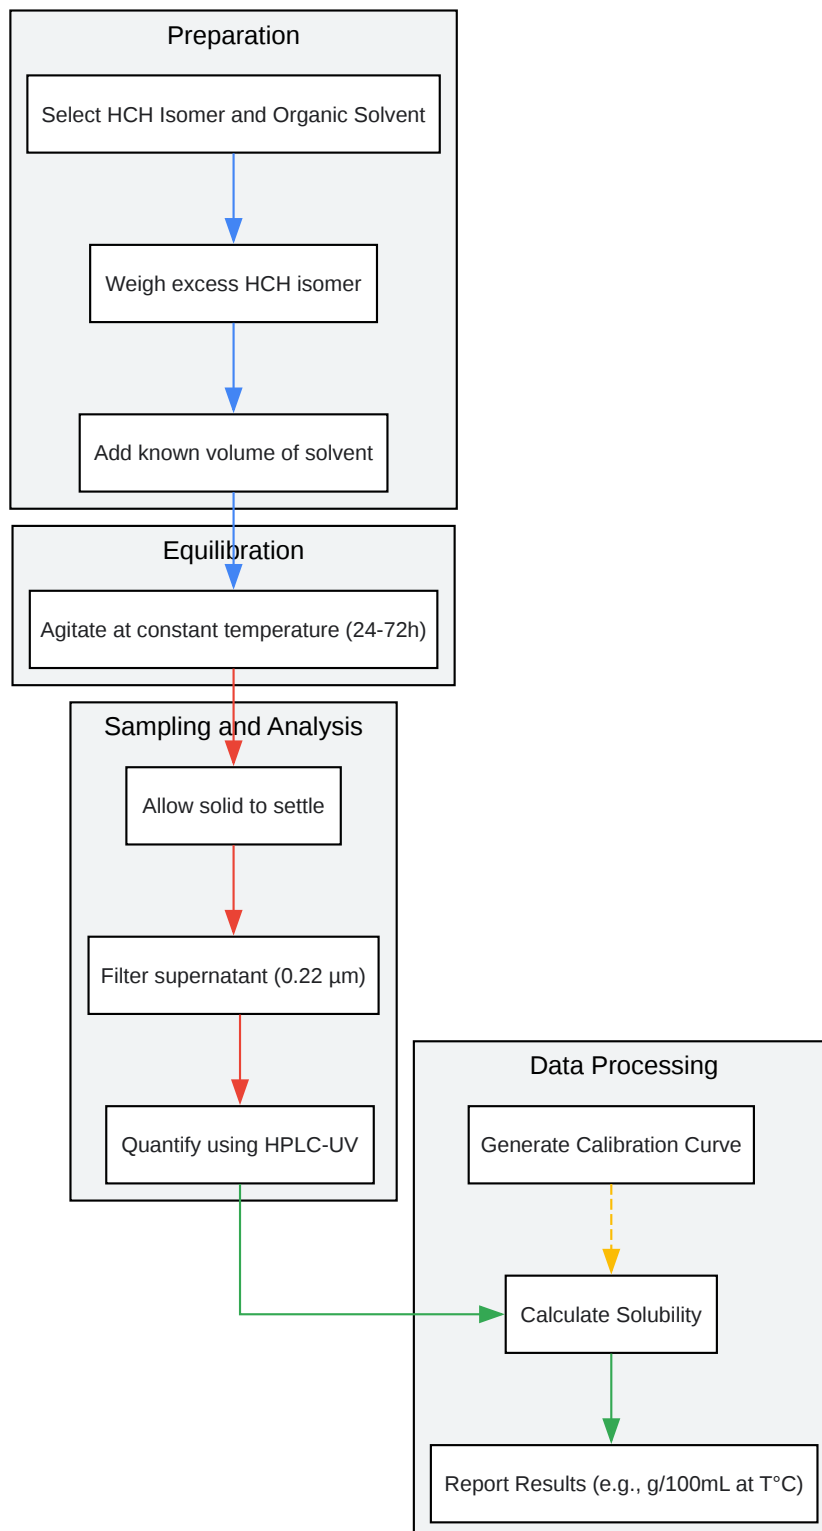 Preparation
Select HCH Isomer and Organic Solvent
Weigh excess HCH isomer
Add known volume of solvent
Equilibration
Agitate at constant temperature (24-72h)
Sampling and Analysis
Allow solid to settle
Filter supernatant (0.22 µm)
Quantify using HPLC-UV
Data Processing
Generate Calibration Curve
Calculate Solubility
Report Results (e.g., g/100mL at T°C)